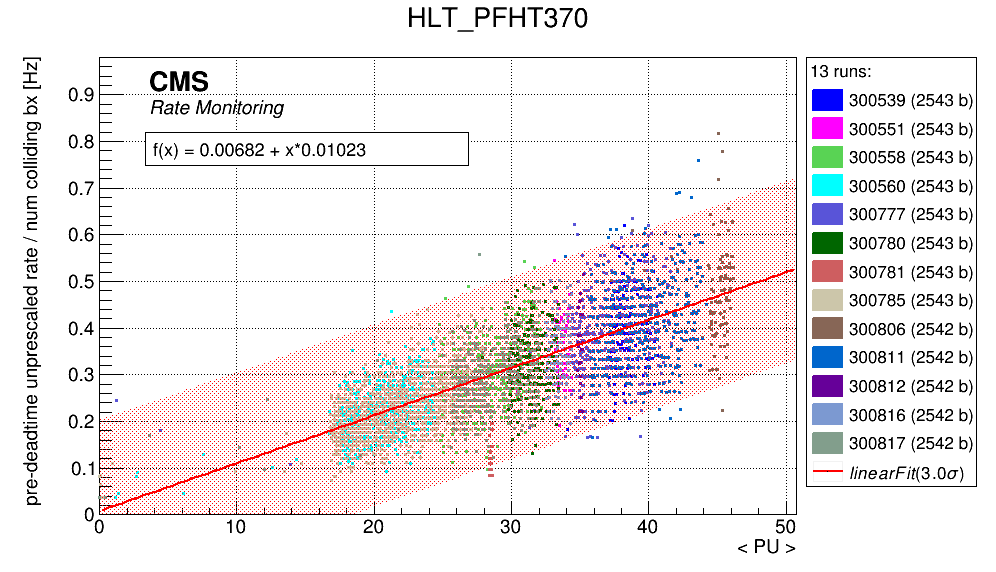 HLT_PFHT370
pre-deadtime unprescaled rate / num colliding bx [Hz]
CMS
Rate Monitoring
f(x) = 0.00682 + x*0.01023
0.9
0.8
0.7
0.6
0.5
0.4
0.3
0.2
0.1
0
0 10 20 30 40 50
< PU >
13 runs:
300539 (2543 b)
300551 (2543 b)
300558 (2543 b)
300560 (2543 b)
300777 (2543 b)
300780 (2543 b)
300781 (2543 b)
300785 (2543 b)
300806 (2542 b)
300811 (2542 b)
300812 (2542 b)
300816 (2542 b)
300817 (2542 b)
linearFit(3.0σ)